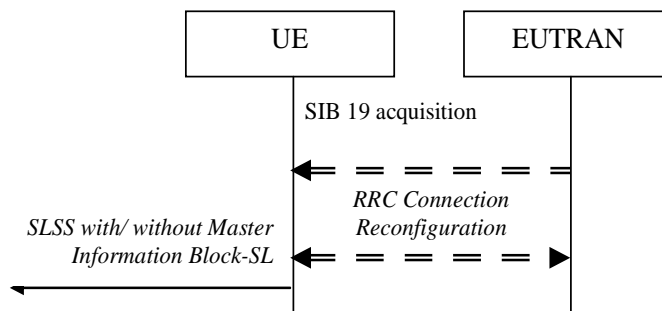 UE
EUTRAN
SIB 19 acquisition
RRC Connection
Reconfiguration
SLSS with/ without Master
Information Block-SL